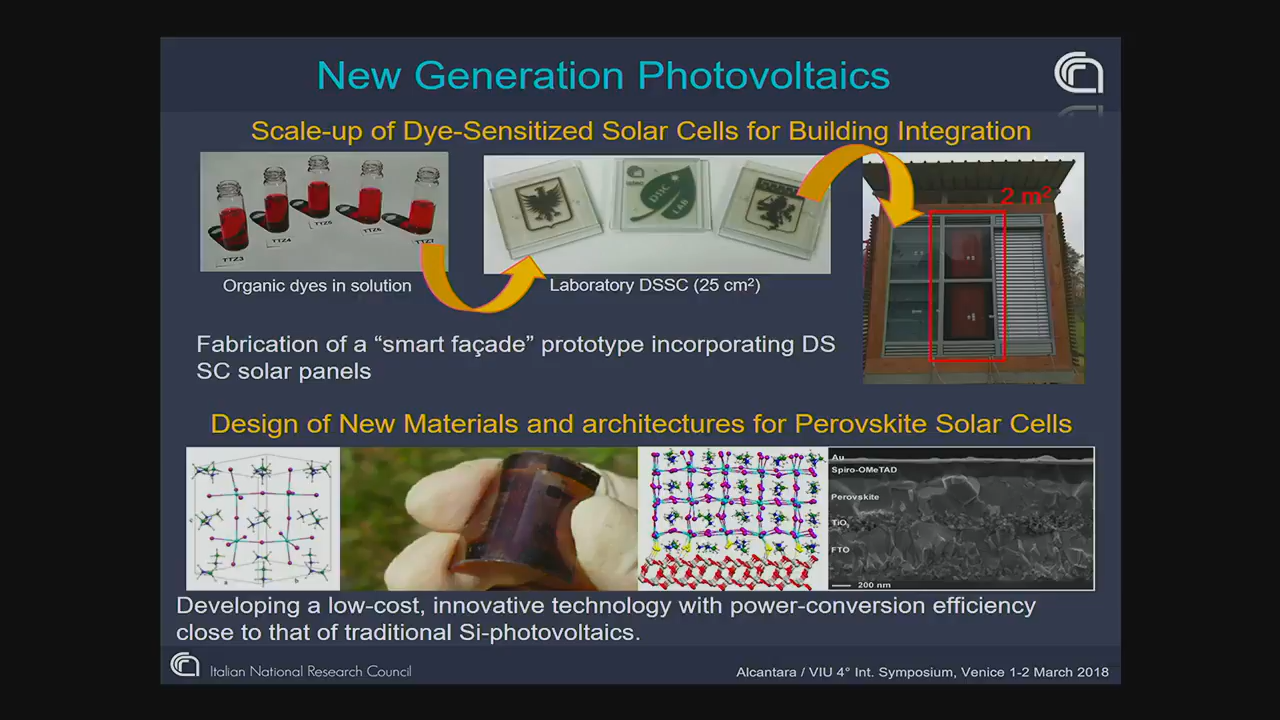 New Generation Photovoltaics
Scale-up of Dye-Sensitized Solar Cells for Building Integration
TTZ3
TTZ4
TTZ5
TTZ6
TTZ7
DSSC
LAB
2 m²
Organic dyes in solution
Laboratory DSSC (25 cm²)
Fabrication of a “smart façade” prototype incorporating DS
SC solar panels
Design of New Materials and architectures for Perovskite Solar Cells
Au
Spiro-OMeTAD
Perovskite
TiO₂
FTO
200 nm
Developing a low-cost, innovative technology with power-conversion efficiency
close to that of traditional Si-photovoltaics.
Italian National Research Council
Alcantara / VIU 4° Int. Symposium, Venice 1-2 March 2018